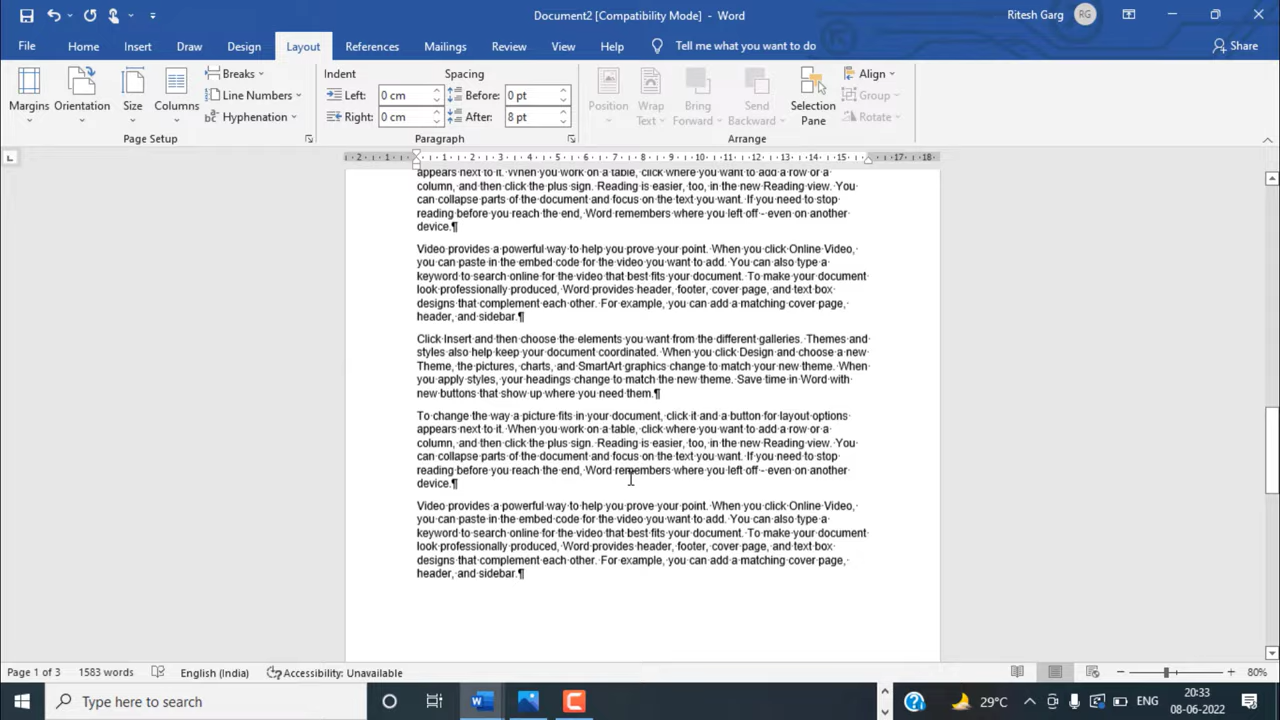 Document2 [Compatibility Mode] - Word
Ritesh Garg RG
File Home Insert Draw Design Layout References Mailings Review View Help Tell me what you want to do Share
Margins Orientation Size Columns
Breaks
Line Numbers
Hyphenation
Page Setup
Indent Spacing
Left: 0 cm Before: 0 pt
Right: 0 cm After: 8 pt
Paragraph
Position Wrap Text Bring Forward Send Backward Selection Pane
Align
Group
Rotate
Arrange
2 1 1 2 3 4 5 6 7 8 9 10 11 12 13 14 15 17 18
appears next to it. When you work on a table, click where you want to add a row or a
column, and then click the plus sign. Reading is easier, too, in the new Reading view. You
can collapse parts of the document and focus on the text you want. If you need to stop
reading before you reach the end, Word remembers where you left off - even on another
device.¶
Video provides a powerful way to help you prove your point. When you click Online Video,
you can paste in the embed code for the video you want to add. You can also type a
keyword to search online for the video that best fits your document. To make your document
look professionally produced, Word provides header, footer, cover page, and text box
designs that complement each other. For example, you can add a matching cover page,
header, and sidebar.¶
Click Insert and then choose the elements you want from the different galleries. Themes and
styles also help keep your document coordinated. When you click Design and choose a new
Theme, the pictures, charts, and SmartArt graphics change to match your new theme. When
you apply styles, your headings change to match the new theme. Save time in Word with
new buttons that show up where you need them.¶
To change the way a picture fits in your document, click it and a button for layout options
appears next to it. When you work on a table, click where you want to add a row or a
column, and then click the plus sign. Reading is easier, too, in the new Reading view. You
can collapse parts of the document and focus on the text you want. If you need to stop
reading before you reach the end, Word remembers where you left off - even on another
device.¶
Video provides a powerful way to help you prove your point. When you click Online Video,
you can paste in the embed code for the video you want to add. You can also type a
keyword to search online for the video that best fits your document. To make your document
look professionally produced, Word provides header, footer, cover page, and text box
designs that complement each other. For example, you can add a matching cover page,
header, and sidebar.¶
Page 1 of 3 1583 words English (India) Accessibility: Unavailable 80%
Type here to search 29°C ENG 20:33
08-06-2022